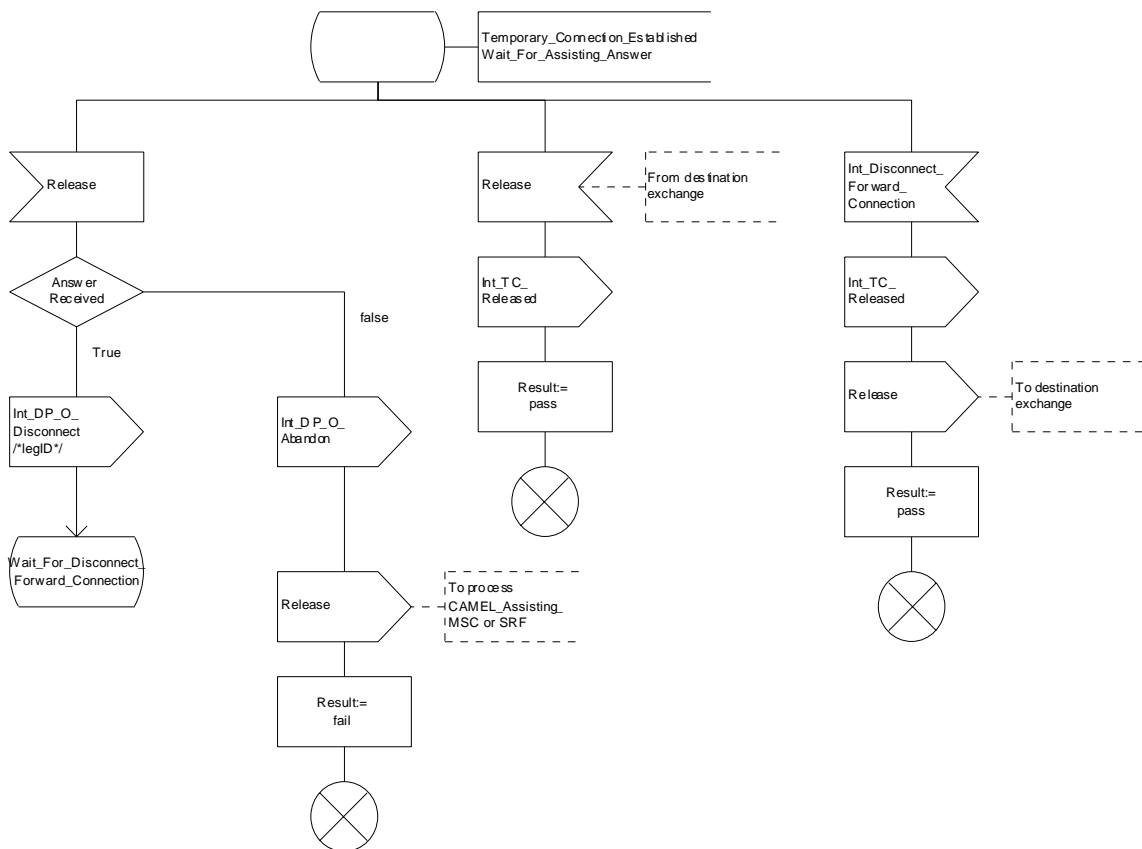 Temporary_Connection_Established
Wait_For_Assisting_Answer
Release
Answer
Received
True
false
Int_DP_O_
Disconnect
/*legID*/
Wait_For_Disconnect_
Forward_Connection
Int_DP_O_
Abandon
Release
To process
CAMEL_Assisting_
MSC or SRF
Result:=
fail
Release
From destination
exchange
Int_TC_
Released
Result:=
pass
Int_Disconnect_
Forward_
Connection
Int_TC_
Released
Release
To destination
exchange
Result:=
pass